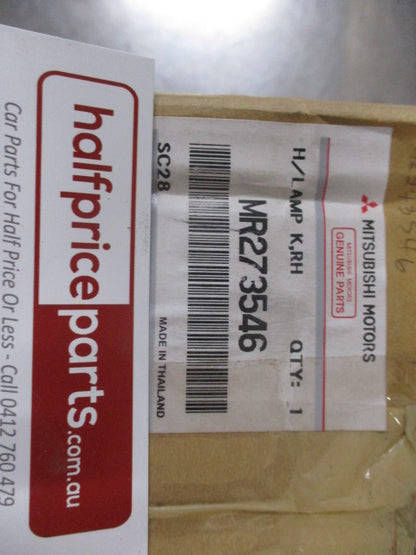 MITSUBISHI MOTORS
MITSUBISHI MOTORS
GENUINE PARTS
H/LAMP K,RH QTY: 1
MR273546
SC28 MADE IN THAILAND
halfpriceparts.com.au
Car Parts For Half Price Or Less - Call 0412 760 479